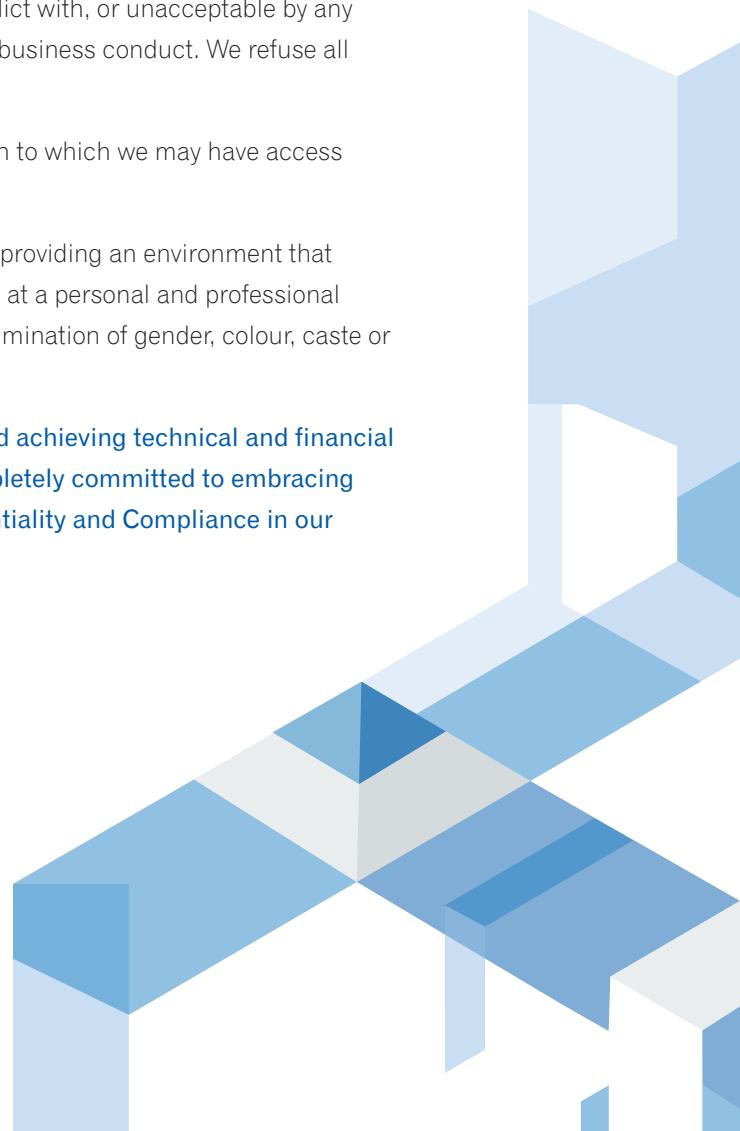 dict with, or unacceptable by any
business conduct. We refuse all
n to which we may have access
providing an environment that
at a personal and professional
mination of gender, colour, caste or
d achieving technical and financial
pletely committed to embracing
ntiality and Compliance in our